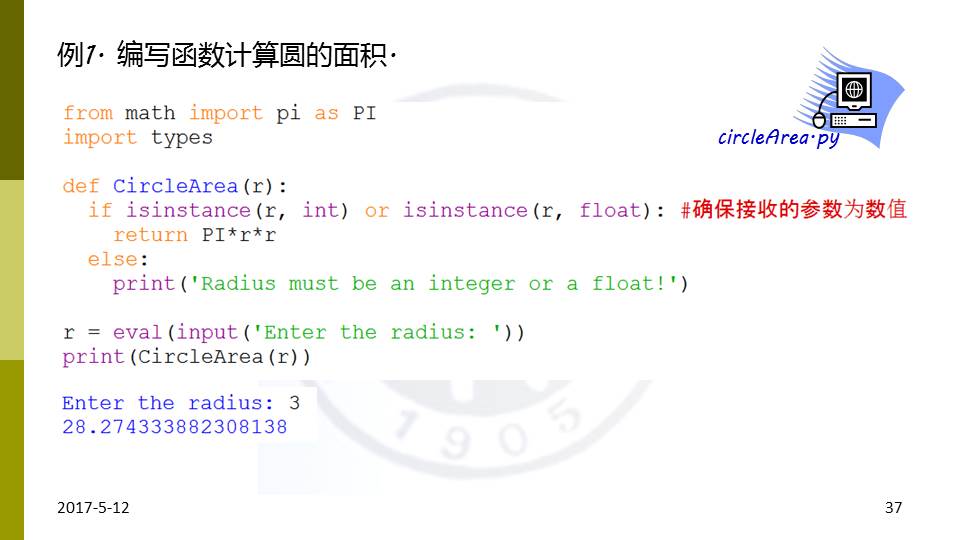 例1. 编写函数计算圆的面积.
circleArea.py
from math import pi as PI
import types
def CircleArea(r):
  if isinstance(r, int) or isinstance(r, float): #确保接收的参数为数值
    return PI*r*r
  else:
    print('Radius must be an integer or a float!')
r = eval(input('Enter the radius: '))
print(CircleArea(r))
Enter the radius: 3
28.274333882308138
1905
2017-5-12
37